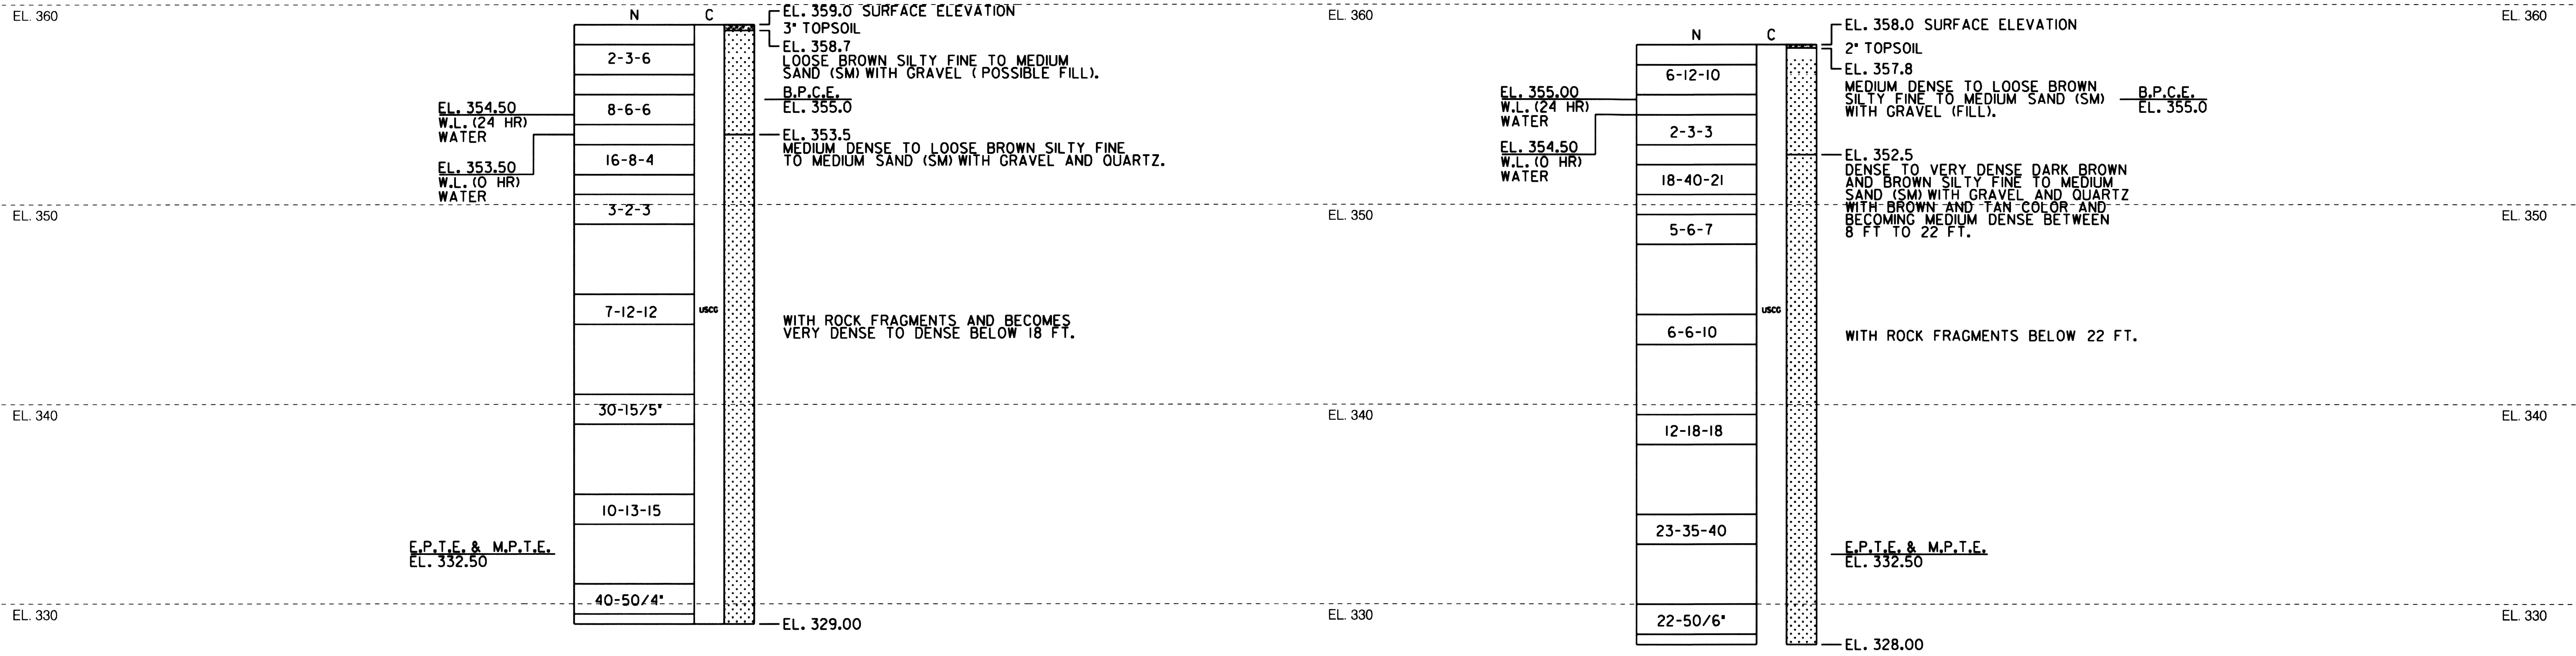 EL. 360
N C
EL. 359.0 SURFACE ELEVATION
3" TOPSOIL
EL. 358.7
LOOSE BROWN SILTY FINE TO MEDIUM
SAND (SM) WITH GRAVEL ( POSSIBLE FILL).
B.P.C.E.
EL. 355.0
EL. 353.5
MEDIUM DENSE TO LOOSE BROWN SILTY FINE
TO MEDIUM SAND (SM) WITH GRAVEL AND QUARTZ.
WITH ROCK FRAGMENTS AND BECOMES
VERY DENSE TO DENSE BELOW 18 FT.
EL. 329.00
2-3-6
8-6-6
16-8-4
3-2-3
7-12-12
30-15/5"
10-13-15
40-50/4"
USCG
EL. 354.50
W.L. (24 HR)
WATER
EL. 353.50
W.L. (0 HR)
WATER
E.P.T.E. & M.P.T.E.
EL. 332.50
EL. 350
EL. 340
EL. 330
EL. 360
EL. 350
EL. 340
EL. 330
N C
EL. 358.0 SURFACE ELEVATION
2" TOPSOIL
EL. 357.8
MEDIUM DENSE TO LOOSE BROWN
SILTY FINE TO MEDIUM SAND (SM)
WITH GRAVEL (FILL).
B.P.C.E.
EL. 355.0
EL. 352.5
DENSE TO VERY DENSE DARK BROWN
AND BROWN SILTY FINE TO MEDIUM
SAND (SM) WITH GRAVEL AND QUARTZ
WITH BROWN AND TAN COLOR AND
BECOMING MEDIUM DENSE BETWEEN
8 FT TO 22 FT.
WITH ROCK FRAGMENTS BELOW 22 FT.
E.P.T.E. & M.P.T.E.
EL. 332.50
EL. 328.00
6-12-10
2-3-3
18-40-21
5-6-7
6-6-10
12-18-18
23-35-40
22-50/6"
USCG
EL. 355.00
W.L. (24 HR)
WATER
EL. 354.50
W.L. (0 HR)
WATER
EL. 360
EL. 350
EL. 340
EL. 330